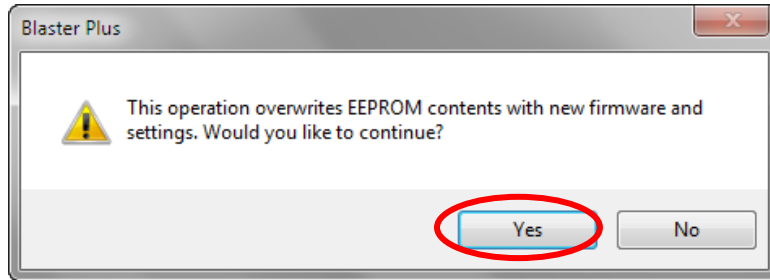 Blaster Plus
This operation overwrites EEPROM contents with new firmware and
settings. Would you like to continue?
Yes
No